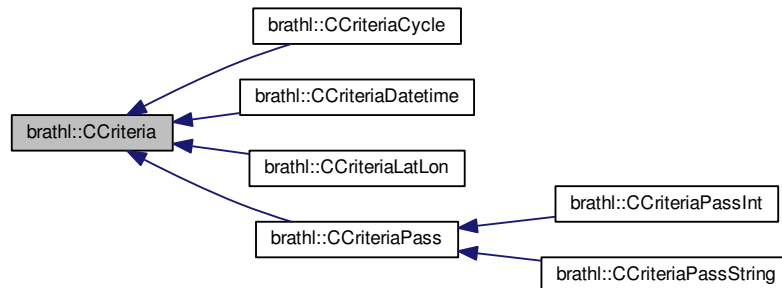 brathl::CCriteriaCycle
brathl::CCriteriaDatetime
brathl::CCriteria
brathl::CCriteriaLatLon
brathl::CCriteriaPassInt
brathl::CCriteriaPass
brathl::CCriteriaPassString